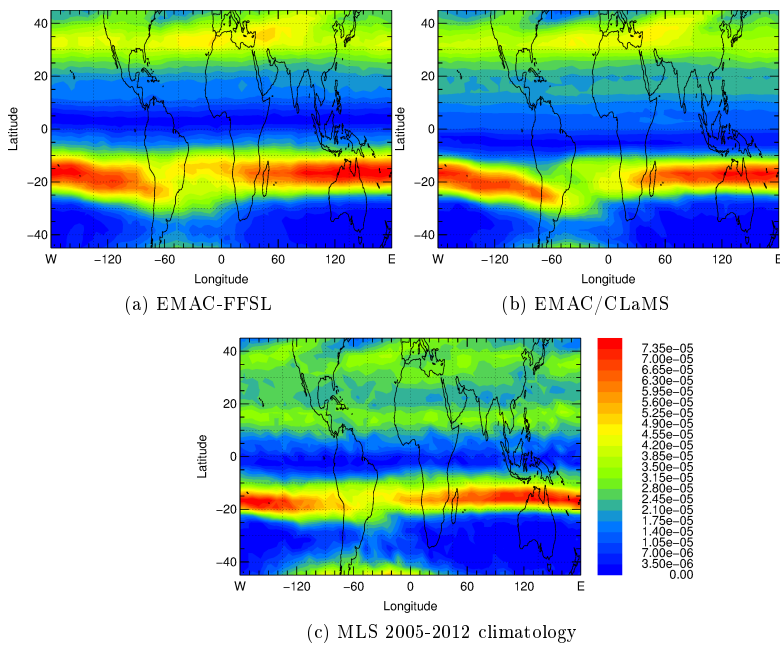 40
20
0
−20
−40
Latitude
W
−120
−60
0
60
120
E
Longitude
(a) EMAC-FFSL
40
20
0
−20
−40
Latitude
W
−120
−60
0
60
120
E
Longitude
(b) EMAC/CLaMS
40
20
0
−20
−40
Latitude
W
−120
−60
0
60
120
E
Longitude
7.35e−05
7.00e−05
6.65e−05
6.30e−05
5.95e−05
5.60e−05
5.25e−05
4.90e−05
4.55e−05
4.20e−05
3.85e−05
3.50e−05
3.15e−05
2.80e−05
2.45e−05
2.10e−05
1.75e−05
1.40e−05
1.05e−05
7.00e−06
3.50e−06
0.00
(c) MLS 2005-2012 climatology